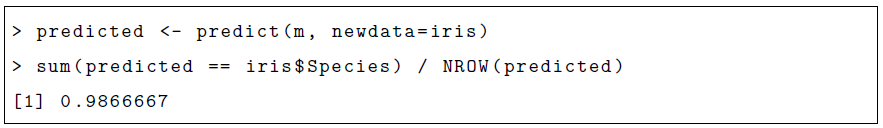 > predicted <- predict(m, newdata=iris)
> sum(predicted == iris$Species) / NROW(predicted)
[1] 0.9866667